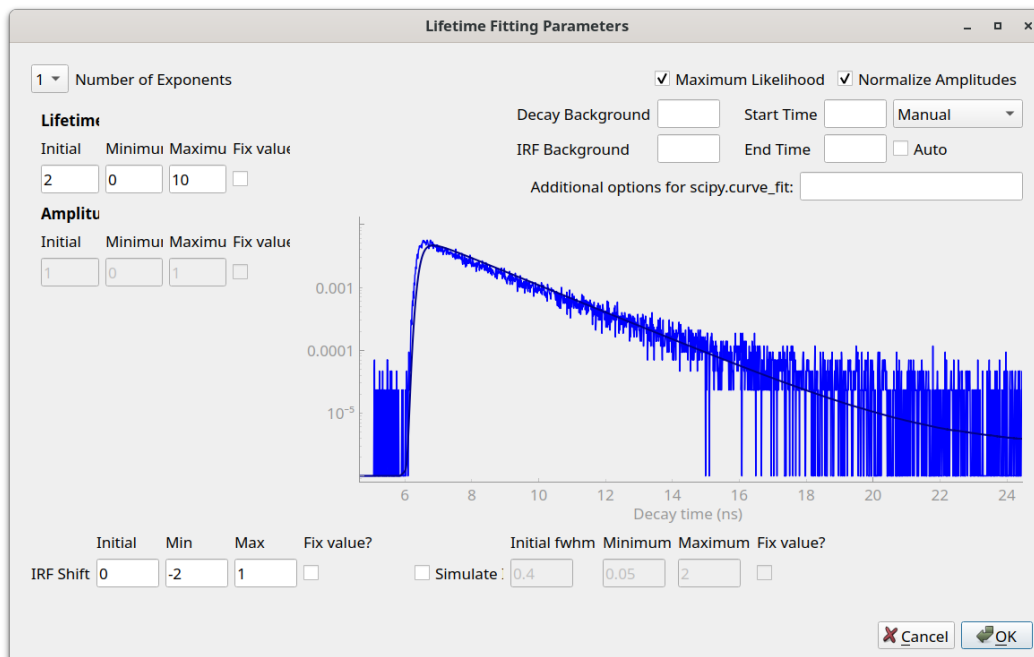 Lifetime Fitting Parameters
1 Number of Exponents
Maximum Likelihood Normalize Amplitudes
Decay Background Start Time Manual
Lifetime
Initial Minimu Maximu Fix valu
IRF Background End Time Auto
2 0 10
Additional options for scipy.curve_fit:
Amplitu
Initial Minimu Maximu Fix value
1 0 1
0.001
0.0001
10⁻⁵
6 8 10 12 14 16 18 20 22 24
Decay time (ns)
Initial Min Max Fix value? Initial fwhm Minimum Maximum Fix value?
IRF Shift 0 -2 1 Simulate 0.4 0.05 2
Cancel OK